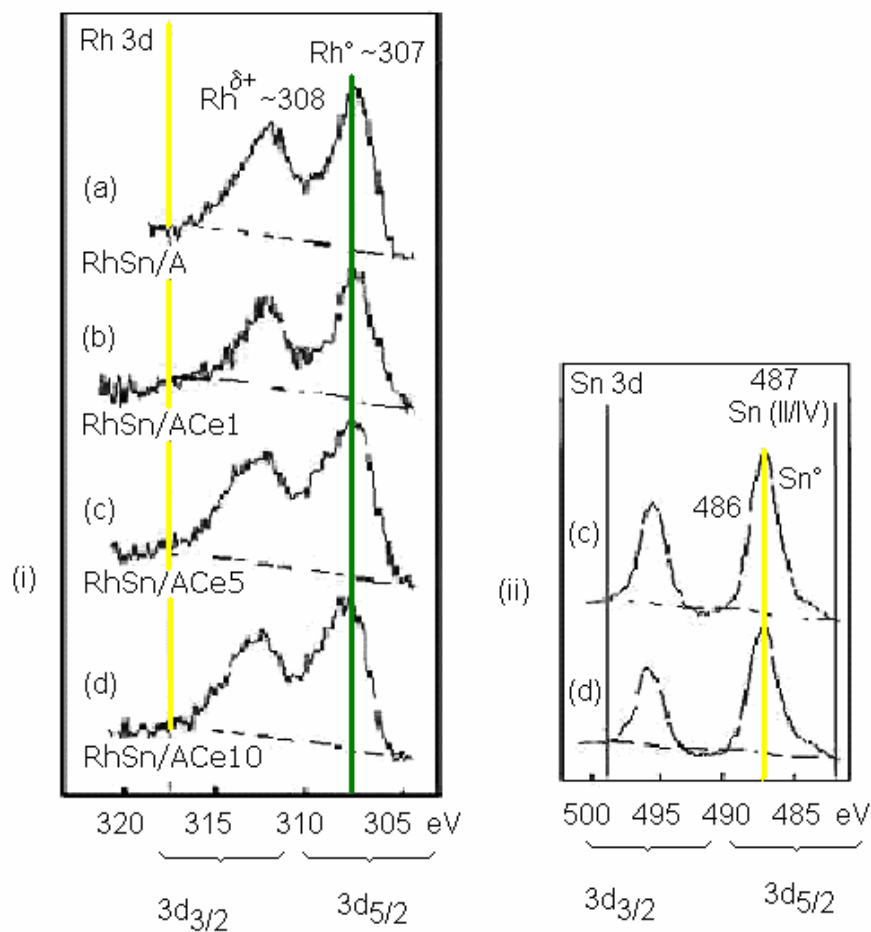 Rh 3d
Rh° ~307
Rhδ+ ~308
(a)
RhSn/A
(b)
RhSn/ACe1
(c)
RhSn/ACe5
(i)
(d)
RhSn/ACe10
320 315 310 305 eV
3d3/2 3d5/2
Sn 3d
487
Sn (II/IV)
Sn°
486
(c)
(ii)
(d)
500 495 490 485 eV
3d3/2 3d5/2